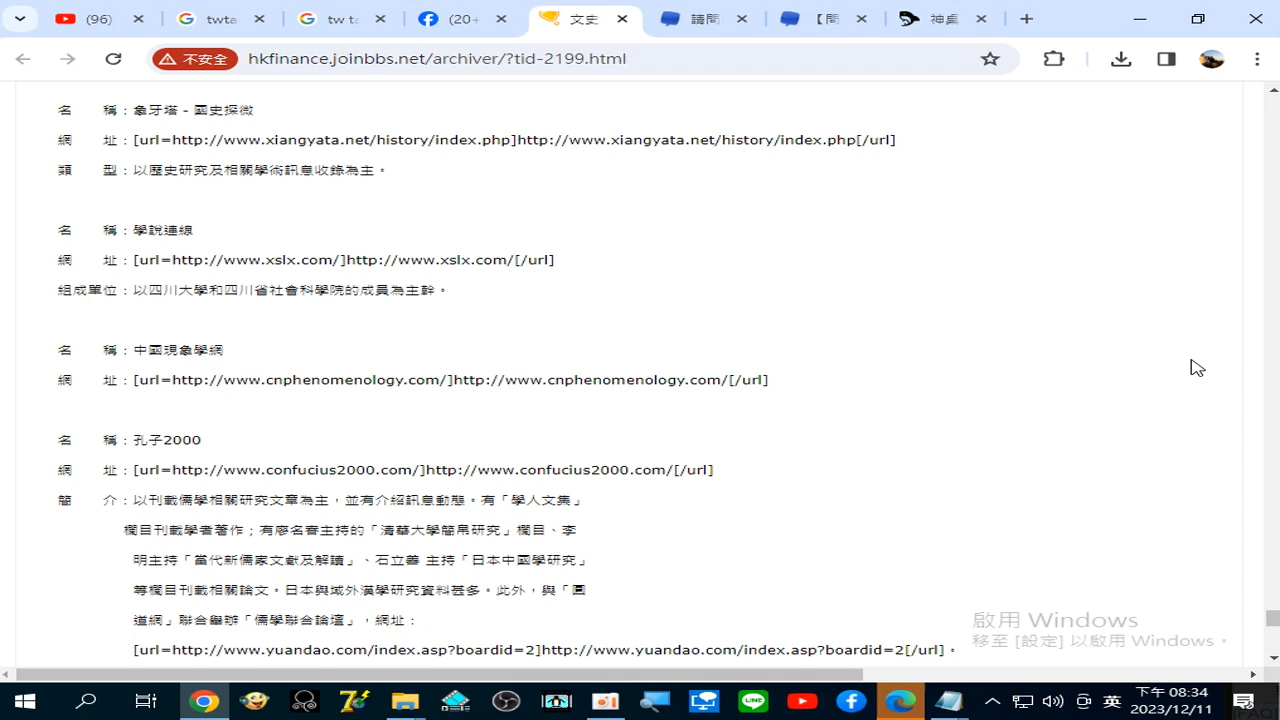 (96)
twta
tw ta
(20+
文史
請問
【問
神桌
不安全
hkfinance.joinbbs.net/archiver/?tid-2199.html
名　　稱：象牙塔－國史探微
網　　址：[url=http://www.xiangyata.net/history/index.php]http://www.xiangyata.net/history/index.php[/url]
類　　型：以歷史研究及相關學術訊息收錄為主。
名　　稱：學說連線
網　　址：[url=http://www.xslx.com/]http://www.xslx.com/[/url]
組成單位：以四川大學和四川省社會科學院的成員為主幹。
名　　稱：中國現象學網
網　　址：[url=http://www.cnphenomenology.com/]http://www.cnphenomenology.com/[/url]
名　　稱：孔子2000
網　　址：[url=http://www.confucius2000.com/]http://www.confucius2000.com/[/url]
簡　　介：以刊載儒學相關研究文章為主，並有介紹訊息動態。有「學人文集」
欄目刊載學者著作；有廖名春主持的「清華大學簡帛研究」欄目、李
明主持「當代新儒家文獻及解讀」、石立善 主持「日本中國學研究」
等欄目刊載相關論文。日本與域外漢學研究資料甚多。此外，與「圓
道網」聯合舉辦「儒學聯合論壇」，網址：
[url=http://www.yuandao.com/index.asp?boardid=2]http://www.yuandao.com/index.asp?boardid=2[/url]。
啟用 Windows
移至 [設定] 以啟用 Windows。
英
下午 08:34
2023/12/11